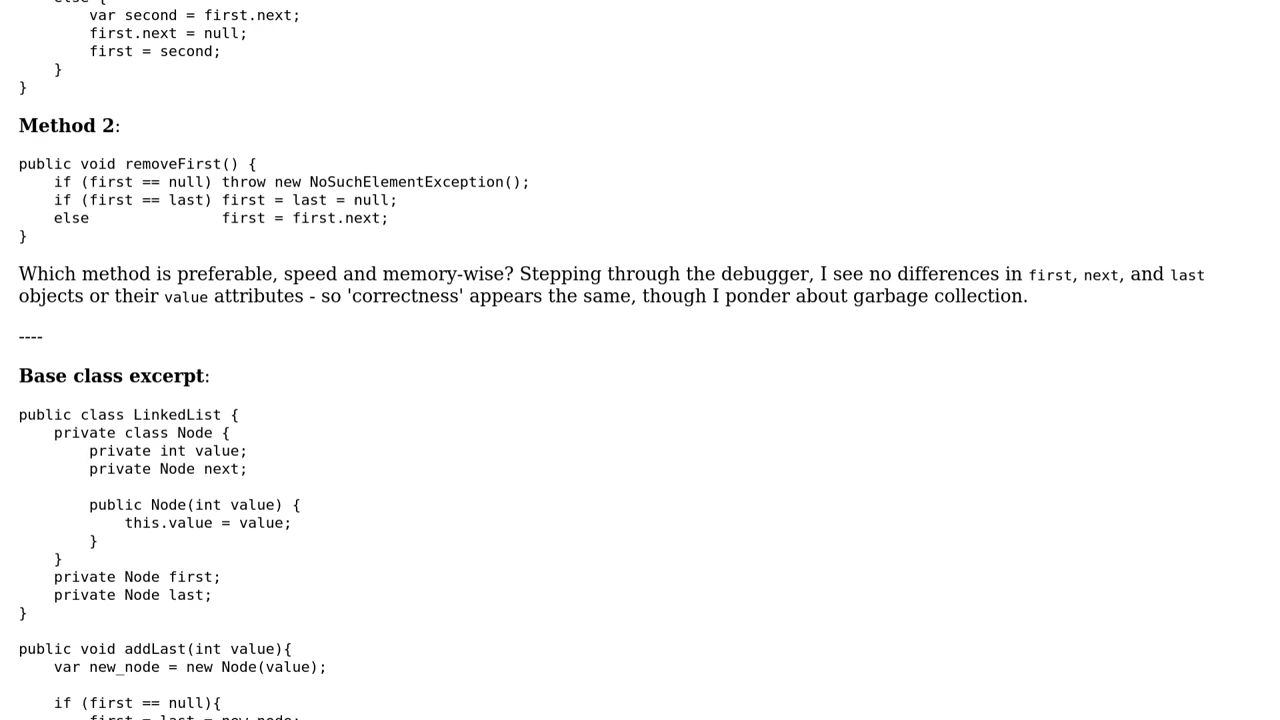 else {
        var second = first.next;
        first.next = null;
        first = second;
    }
}
Method 2:
public void removeFirst() {
    if (first == null) throw new NoSuchElementException();
    if (first == last) first = last = null;
    else               first = first.next;
}
Which method is preferable, speed and memory-wise? Stepping through the debugger, I see no differences in first, next, and last
objects or their value attributes - so 'correctness' appears the same, though I ponder about garbage collection.
----
Base class excerpt:
public class LinkedList {
    private class Node {
        private int value;
        private Node next;
        public Node(int value) {
            this.value = value;
        }
    }
    private Node first;
    private Node last;
}
public void addLast(int value){
    var new_node = new Node(value);
    if (first == null){
        first = last = new_node;